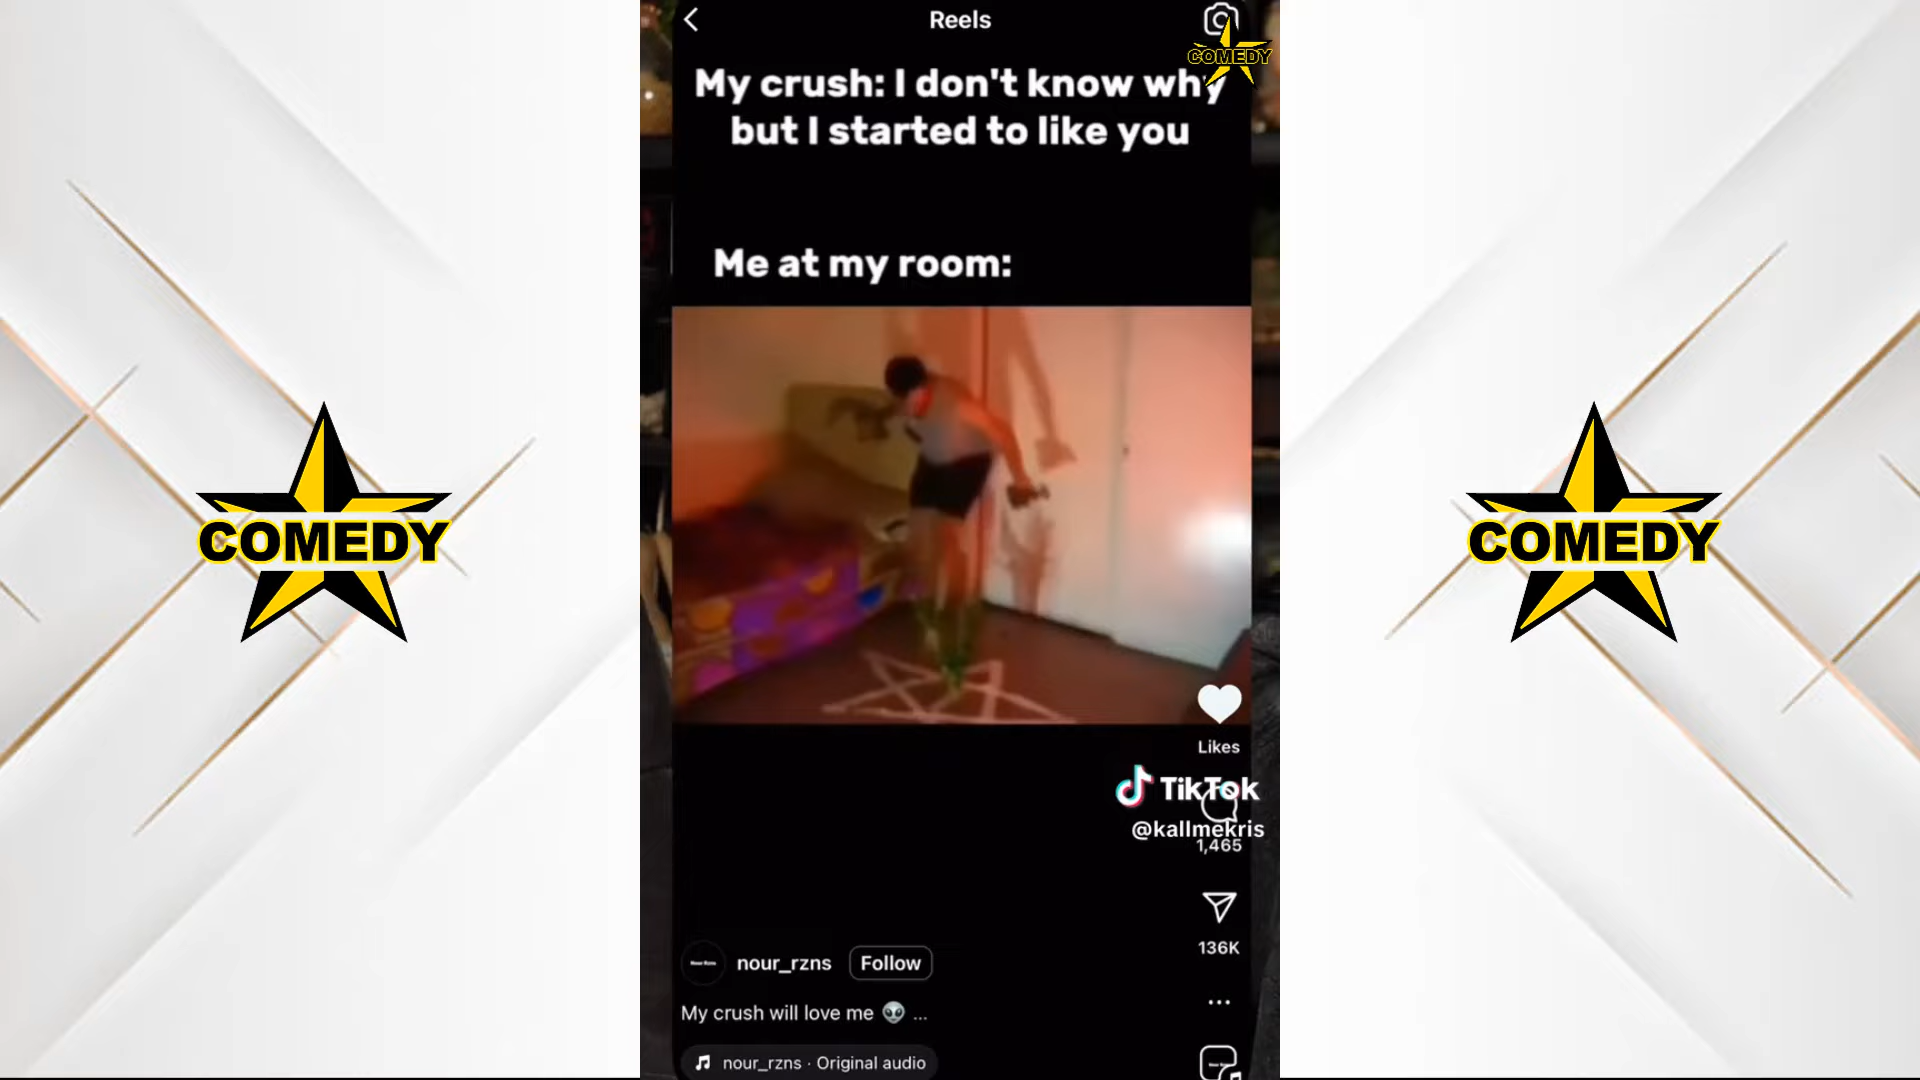 Reels
COMEDY
My crush: I don't know why
but I started to like you
Me at my room:
COMEDY
COMEDY
Likes
TikTok
@kallmekris
1,465
136K
nour_rzns
Follow
My crush will love me 👽 ...
nour_rzns · Original audio